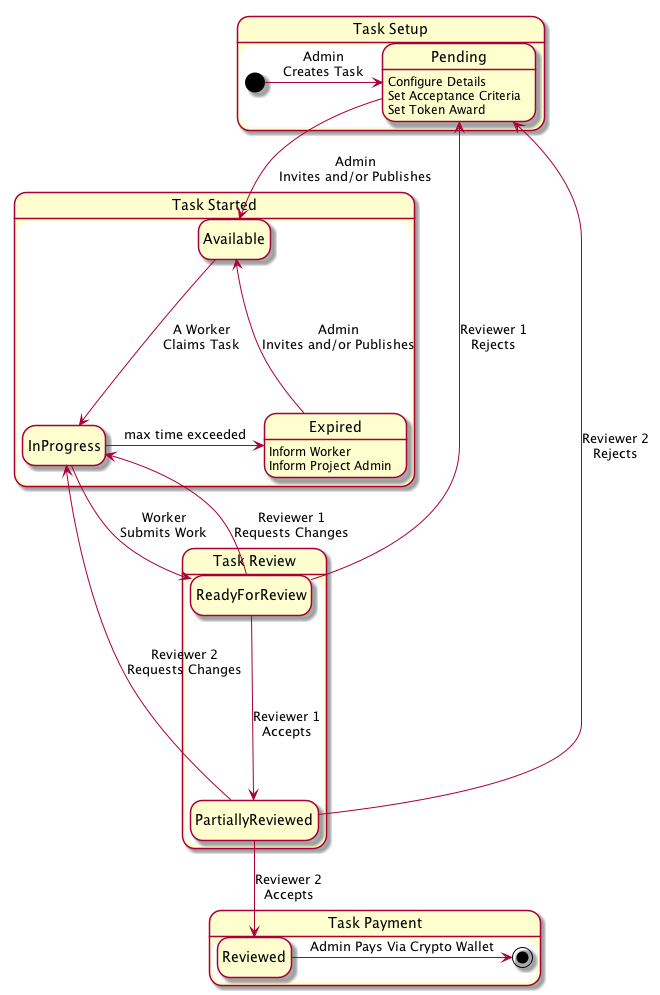 Task Setup
Admin
Creates Task
Pending
Configure Details
Set Acceptance Criteria
Set Token Award
Admin
Invites and/or Publishes
Task Started
Available
A Worker
Claims Task
Admin
Invites and/or Publishes
Reviewer 1
Rejects
InProgress
max time exceeded
Expired
Inform Worker
Inform Project Admin
Reviewer 2
Rejects
Worker
Submits Work
Reviewer 1
Requests Changes
Task Review
ReadyForReview
Reviewer 2
Requests Changes
Reviewer 1
Accepts
PartiallyReviewed
Reviewer 2
Accepts
Task Payment
Reviewed
Admin Pays Via Crypto Wallet